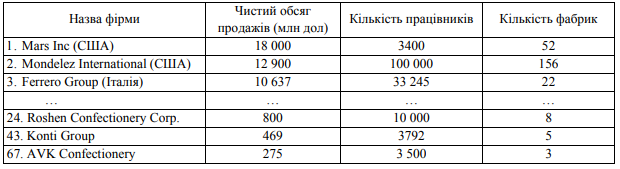 Назва фірми Чистий обсяг продажів (млн дол) Кількість працівників Кількість фабрик
1. Mars Inc (США) 18 000 3400 52
2. Mondelez International (США) 12 900 100 000 156
3. Ferrero Group (Італія) 10 637 33 245 22
… … … …
24. Roshen Confectionery Corp. 800 10 000 8
43. Konti Group 469 3792 5
67. AVK Confectionery 275 3 500 3